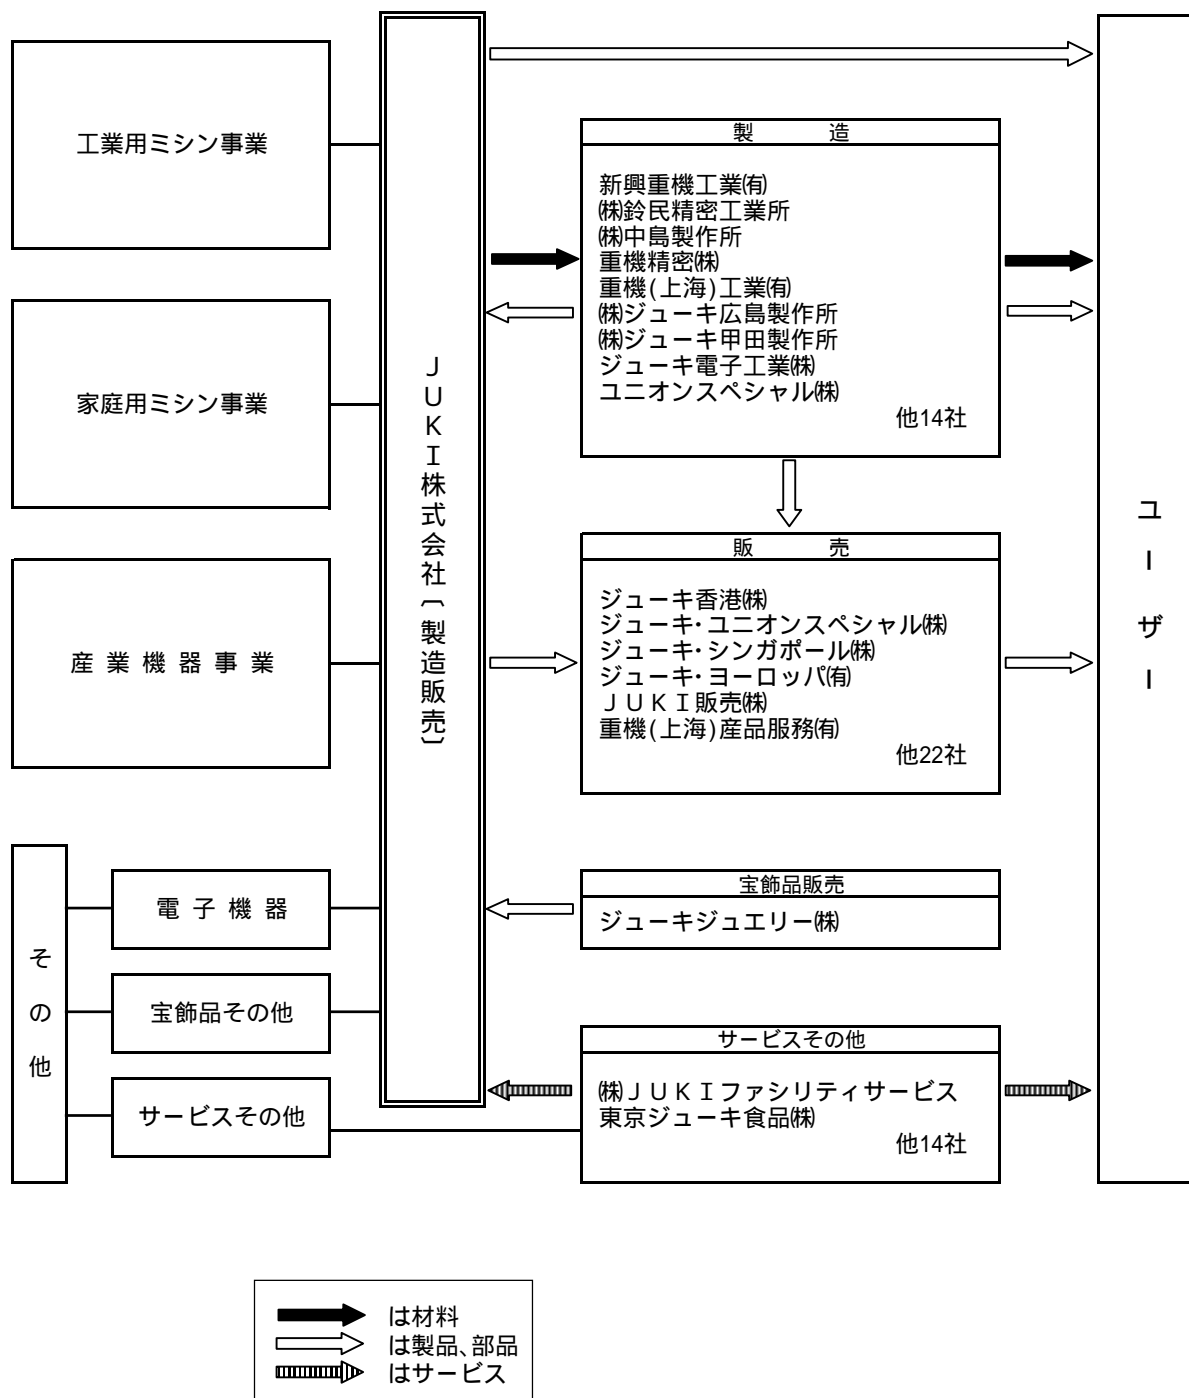 工業用ミシン事業
家庭用ミシン事業
産業機器事業
その他
電子機器
宝飾品その他
サービスその他
ＪＵＫＩ株式会社〔製造販売〕
製　造
新興重機工業㈲
㈱鈴民精密工業所
㈱中島製作所
重機精密㈱
重機(上海)工業㈲
㈱ジューキ広島製作所
㈱ジューキ甲田製作所
ジューキ電子工業㈱
ユニオンスペシャル㈱
他14社
販　売
ジューキ香港㈱
ジューキ・ユニオンスペシャル㈱
ジューキ・シンガポール㈱
ジューキ・ヨーロッパ㈲
ＪＵＫＩ販売㈱
重機(上海)産品服務㈲
他22社
宝飾品販売
ジューキジュエリー㈱
サービスその他
㈱ＪＵＫＩファシリティサービス
東京ジューキ食品㈱
他14社
ユーザー
は材料
は製品、部品
はサービス